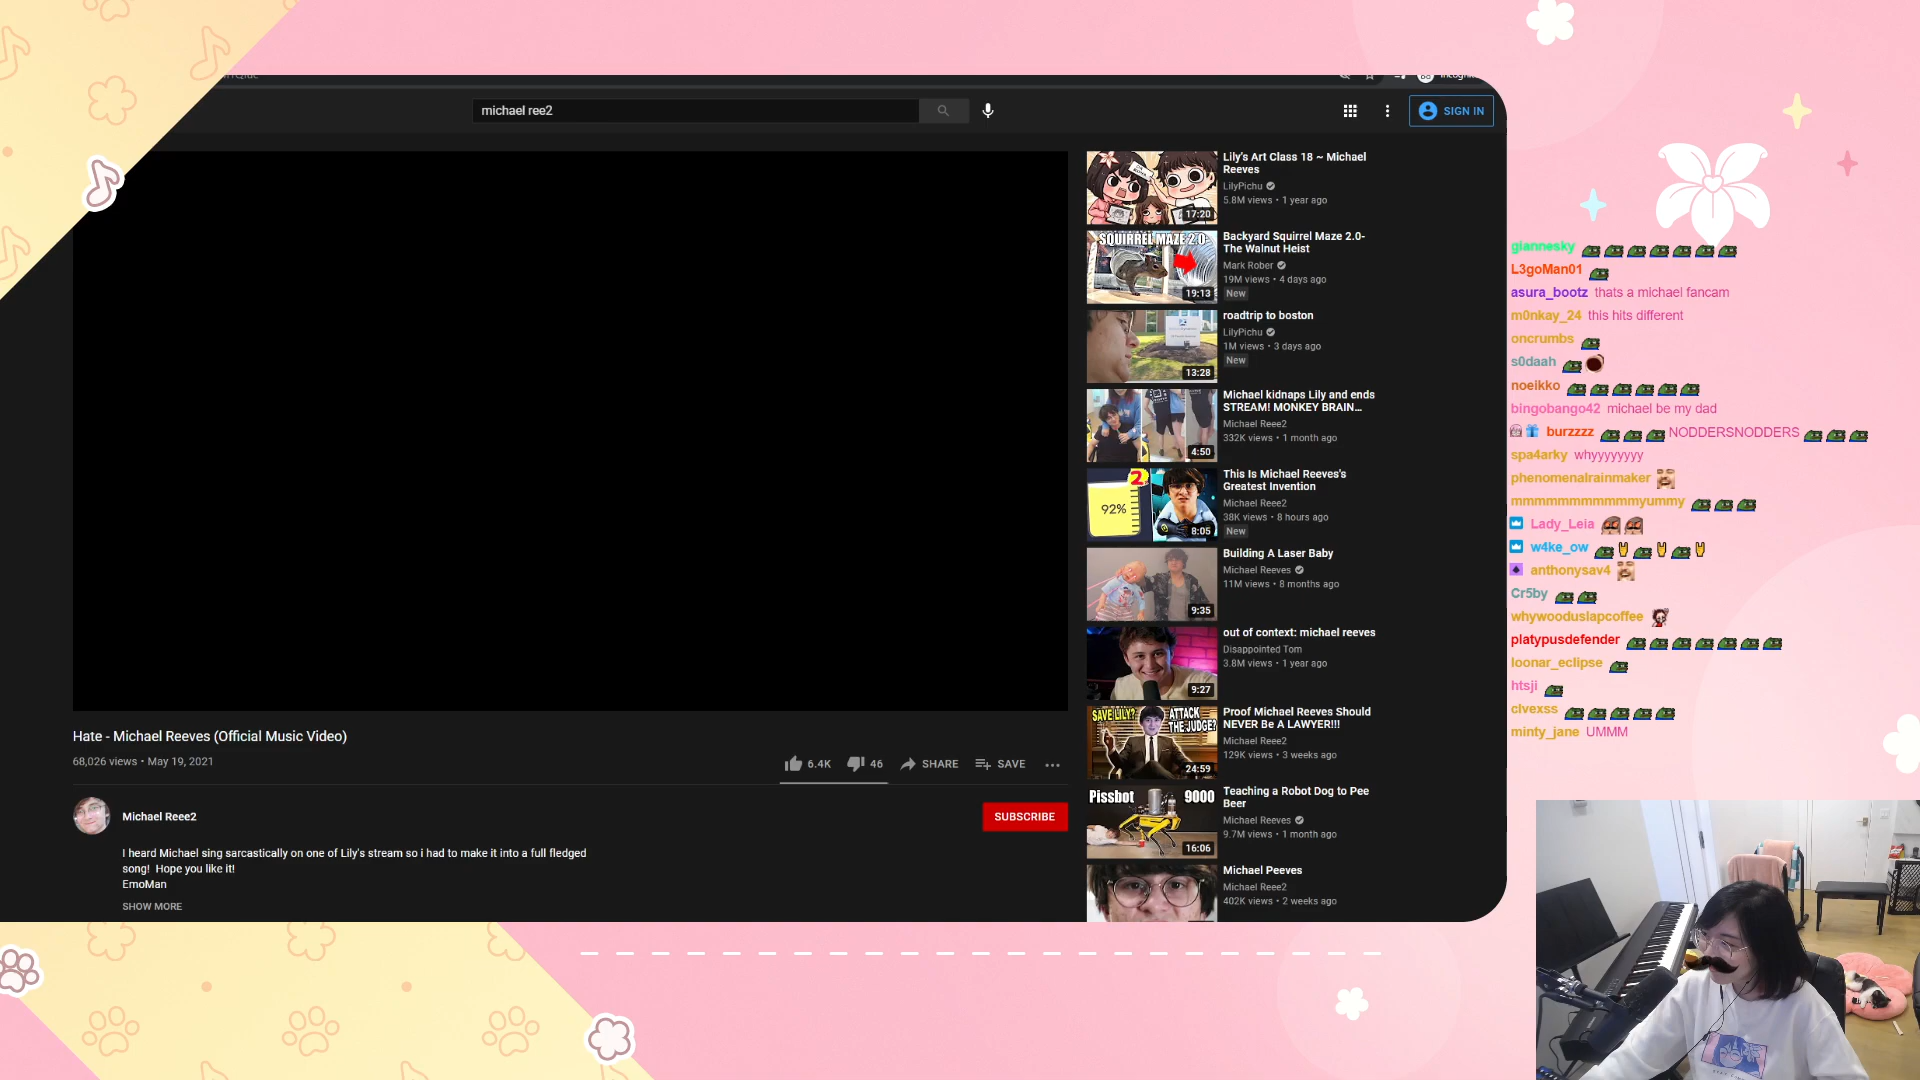 michael ree2
SIGN IN
Hate - Michael Reeves (Official Music Video)
68,026 views • May 19, 2021
6.4K
46
SHARE
SAVE
Michael Reee2
SUBSCRIBE
I heard Michael sing sarcastically on one of Lily's stream so i had to make it into a full fledged
song! Hope you like it!
EmoMan
SHOW MORE
17:20
Lily's Art Class 18 ~ Michael
Reeves
LilyPichu
5.8M views • 1 year ago
SQUIRREL MAZE 2.0
19:13
Backyard Squirrel Maze 2.0-
The Walnut Heist
Mark Rober
19M views • 4 days ago
New
13:28
roadtrip to boston
LilyPichu
1M views • 3 days ago
New
4:50
Michael kidnaps Lily and ends
STREAM! MONKEY BRAIN...
Michael Reee2
332K views • 1 month ago
2
92%
8:05
This Is Michael Reeves's
Greatest Invention
Michael Reee2
38K views • 8 hours ago
New
9:35
Building A Laser Baby
Michael Reeves
11M views • 8 months ago
9:27
out of context: michael reeves
Disappointed Tom
3.8M views • 1 year ago
SAVE LILY?
ATTACK
THE JUDGE?
24:59
Proof Michael Reeves Should
NEVER Be A LAWYER!!!
Michael Reee2
129K views • 3 weeks ago
Pissbot 9000
16:06
Teaching a Robot Dog to Pee
Beer
Michael Reeves
9.7M views • 1 month ago
Michael Peeves
Michael Reee2
402K views • 2 weeks ago
giannesky
L3goMan01
asura_bootz thats a michael fancam
m0nkay_24 this hits different
oncrumbs
s0daah
noeikko
bingobango42 michael be my dad
burzzzz NODDERSNODDERS
spa4arky whyyyyyyyy
phenomenalrainmaker
mmmmmmmmmmmyummy
Lady_Leia
w4ke_ow
anthonysav4
Cr5by
whywooduslapcoffee
platypusdefender
loonar_eclipse
htsji
clvexss
minty_jane UMMM